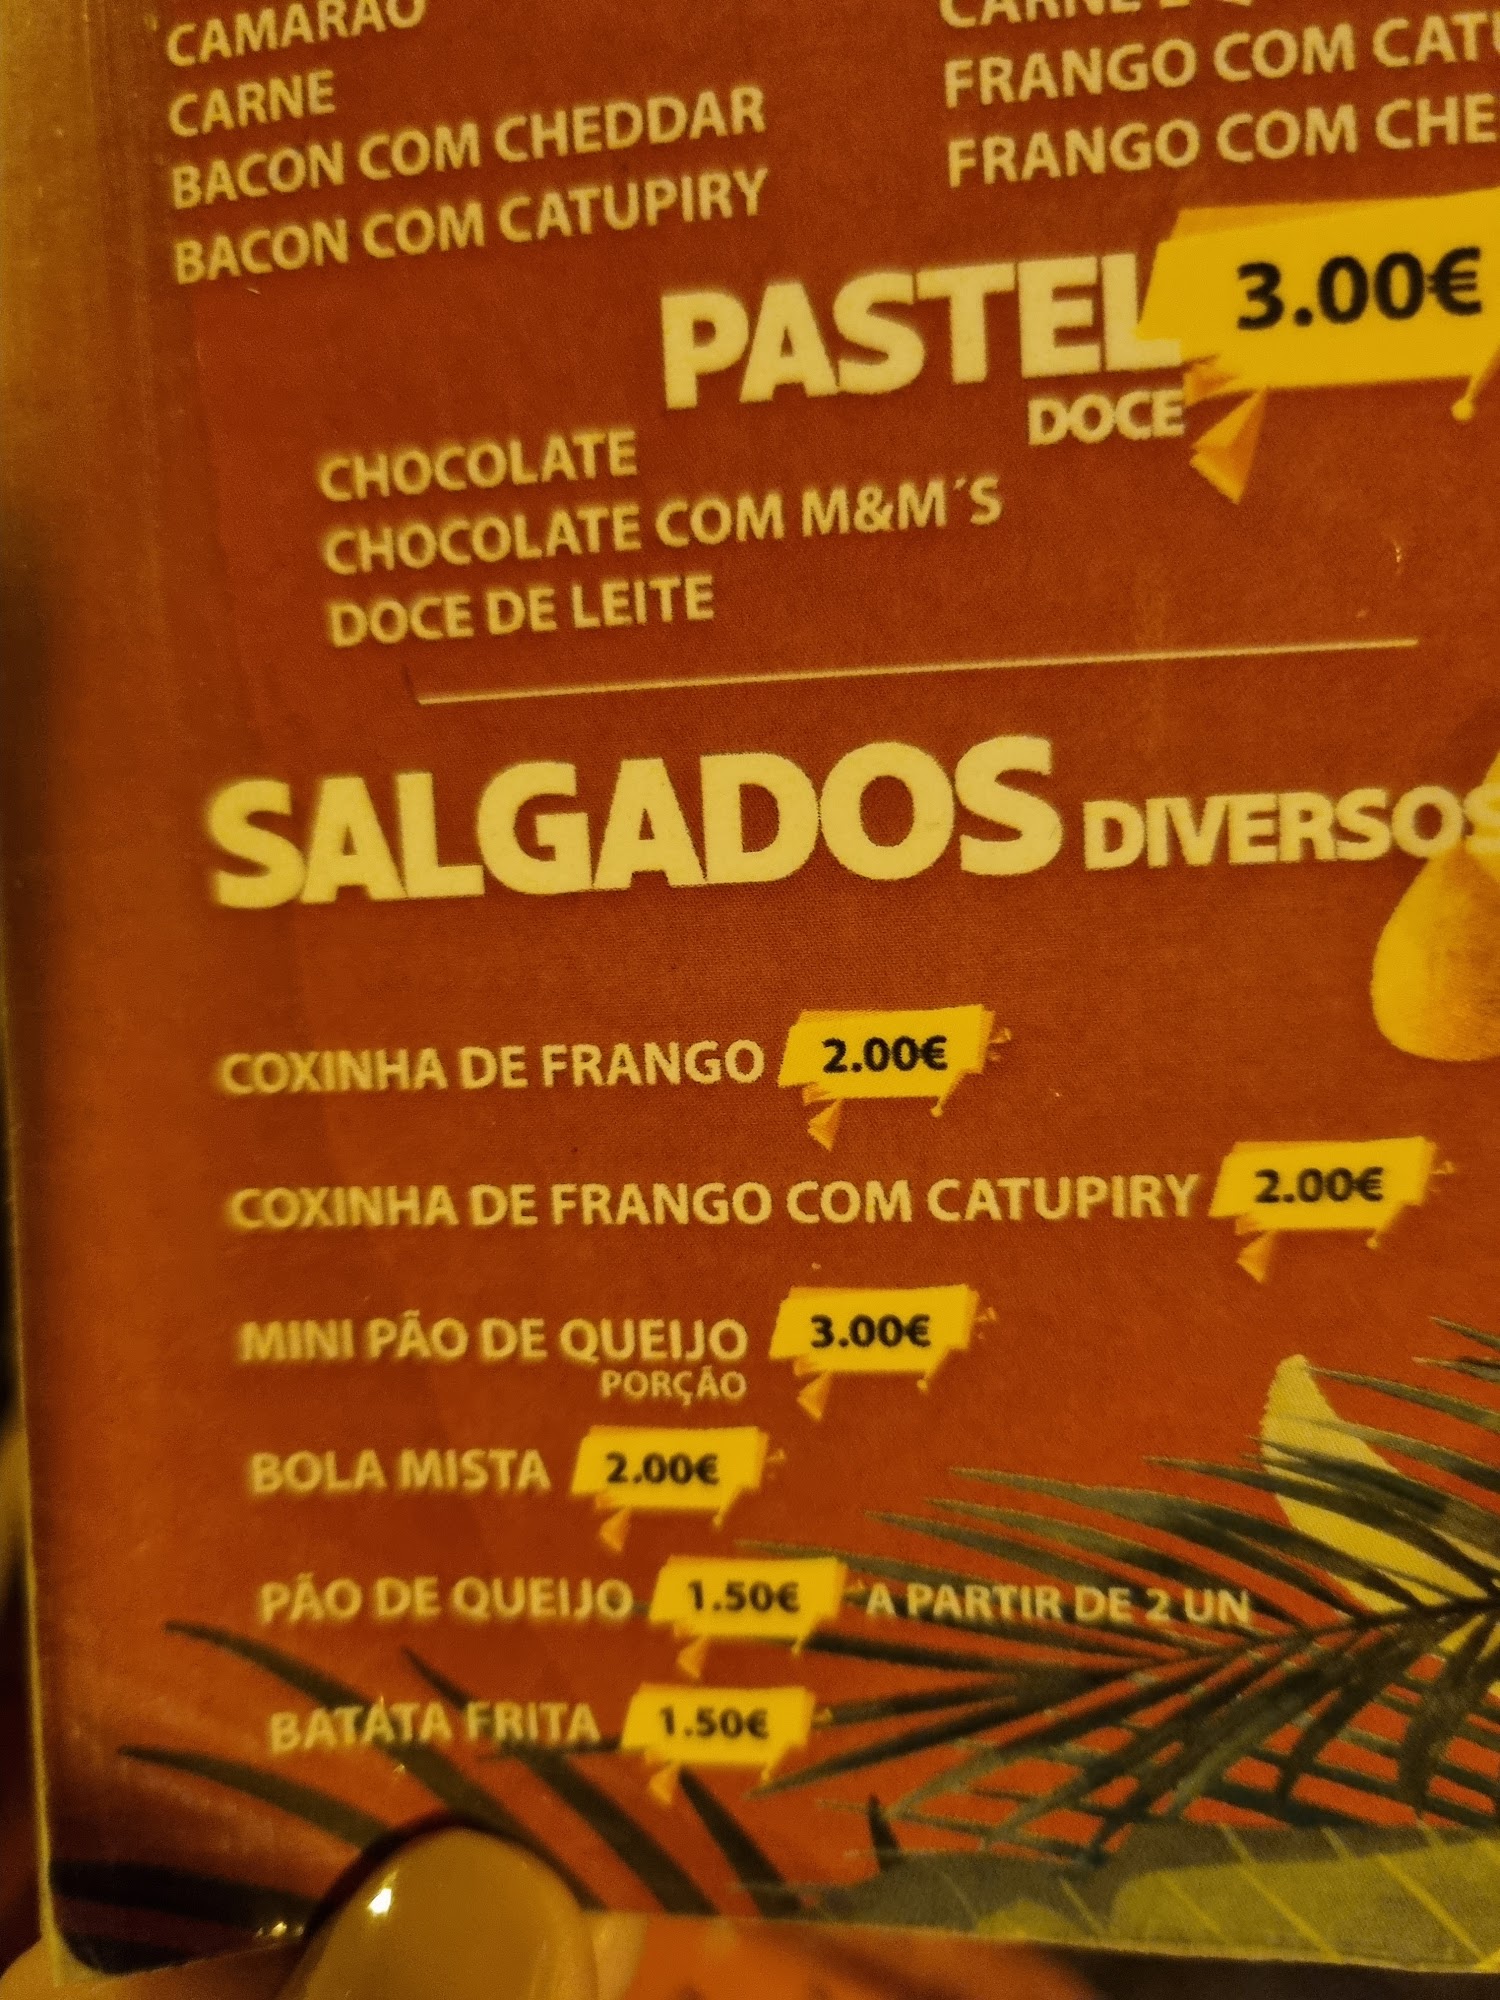 CAMARÃO
CARNE
BACON COM CHEDDAR
BACON COM CATUPIRY
CARNE E
FRANGO COM
FRANGO COM
PASTEL 3.00€
DOCE
CHOCOLATE
CHOCOLATE COM M&M´S
DOCE DE LEITE
SALGADOS DIVERSOS
COXINHA DE FRANGO 2.00€
COXINHA DE FRANGO COM CATUPIRY 2.00€
MINI PÃO DE QUEIJO 3.00€
PORÇÃO
BOLA MISTA 2.00€
PÃO DE QUEIJO 1.50€ A PARTIR DE 2 UN
BATATA FRITA 1.50€